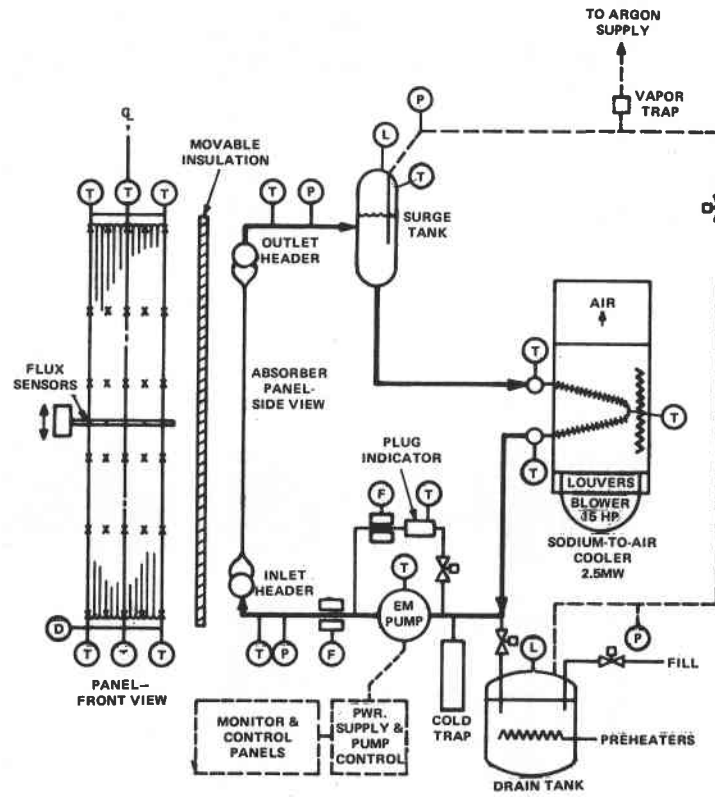 TO ARGON
SUPPLY
VAPOR
TRAP
P
L
T
SURGE
TANK
MOVABLE
INSULATION
℄
T T T
T P
OUTLET
HEADER
AIR
T
T
T
FLUX
SENSORS
ABSORBER
PANEL-
SIDE VIEW
PLUG
INDICATOR
F
T
LOUVERS
BLOWER
15 HP
SODIUM-TO-AIR
COOLER
2.5MW
INLET
HEADER
T
EM
PUMP
D
T T T
T P
F
PANEL–
FRONT VIEW
COLD
TRAP
L
P
FILL
PREHEATERS
DRAIN TANK
MONITOR &
CONTROL
PANELS
PWR.
SUPPLY &
PUMP
CONTROL